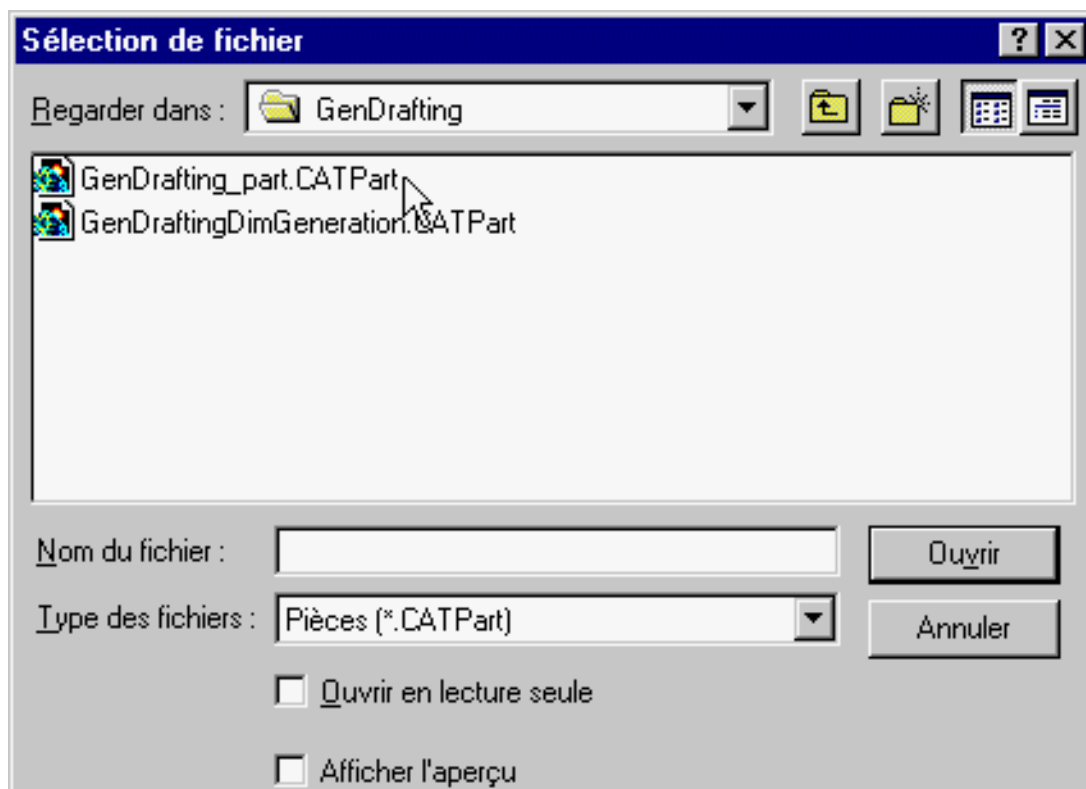 Sélection de fichier
Regarder dans : GenDrafting
GenDrafting_part.CATPart
GenDraftingDimGeneration.CATPart
Nom du fichier : Ouvrir
Type des fichiers : Pièces (*.CATPart) Annuler
Ouvrir en lecture seule
Afficher l'aperçu